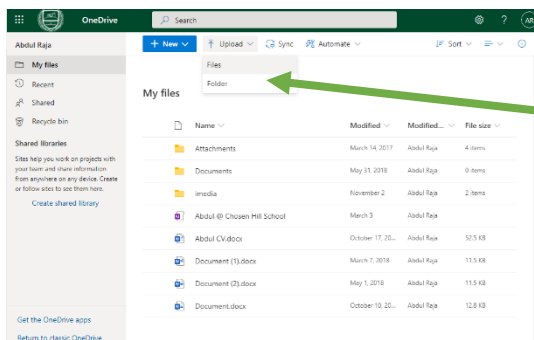 OneDrive
Search
? AR
Abdul Raja
+ New Upload Sync Automate Sort
My files
Recent
Shared
Recycle bin
Shared libraries
Sites help you work on projects with
your team and share information
from anywhere on any device. Create
or follow sites to see them here.
Create shared library
Get the OneDrive apps
Return to classic OneDrive
Files
Folder
My files
Name Modified Modified... File size
Attachments March 14, 2017 Abdul Raja 4 items
Documents May 31, 2018 Abdul Raja 0 items
imedia November 2 Abdul Raja 2 items
Abdul @ Chosen Hill School March 3 Abdul Raja
Abdul CV.docx October 17, 20... Abdul Raja 52.5 KB
Document (1).docx March 7, 2018 Abdul Raja 11.5 KB
Document (2).docx May 1, 2018 Abdul Raja 11.5 KB
Document.docx October 10, 20... Abdul Raja 12.8 KB